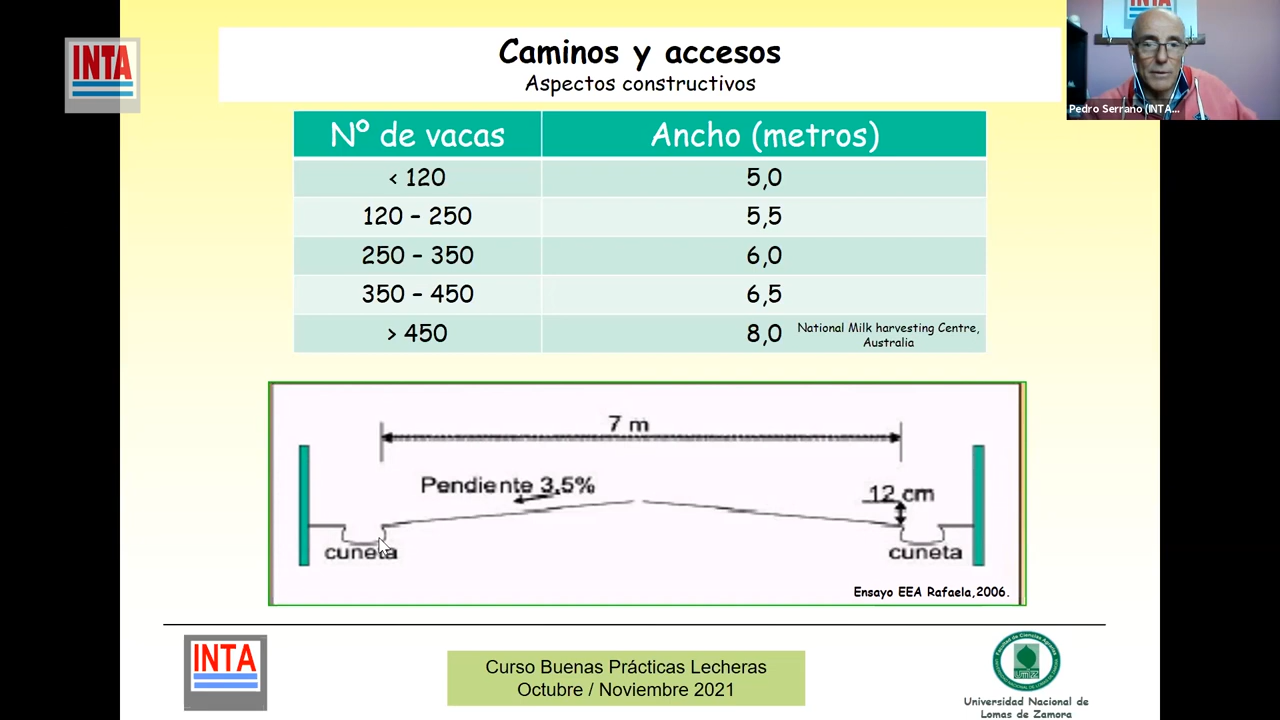 INTA
Caminos y accesos
Aspectos constructivos
INTA
Pedro Serrano (INTA...
Nº de vacas Ancho (metros)
< 120 5,0
120 – 250 5,5
250 – 350 6,0
350 – 450 6,5
> 450 8,0 National Milk harvesting Centre,
Australia
7 m
Pendiente 3,5%
12 cm
cuneta cuneta
Ensayo EEA Rafaela,2006.
INTA
Curso Buenas Prácticas Lecheras
Octubre / Noviembre 2021
Universidad Nacional de
Lomas de Zamora